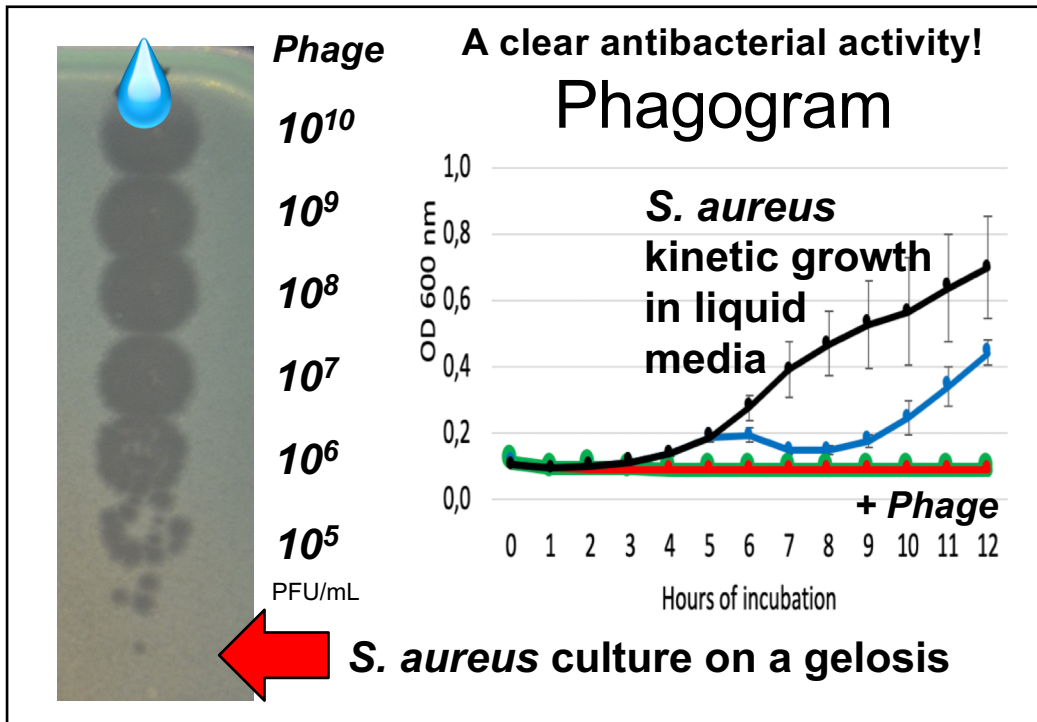 Phage
10¹⁰
10⁹
10⁸
10⁷
10⁶
10⁵
PFU/mL
A clear antibacterial activity!
Phagogram
OD 600 nm
1,0
0,8
0,6
0,4
0,2
0,0
S. aureus
kinetic growth
in liquid
media
+ Phage
0 1 2 3 4 5 6 7 8 9 10 11 12
Hours of incubation
S. aureus culture on a gelosis